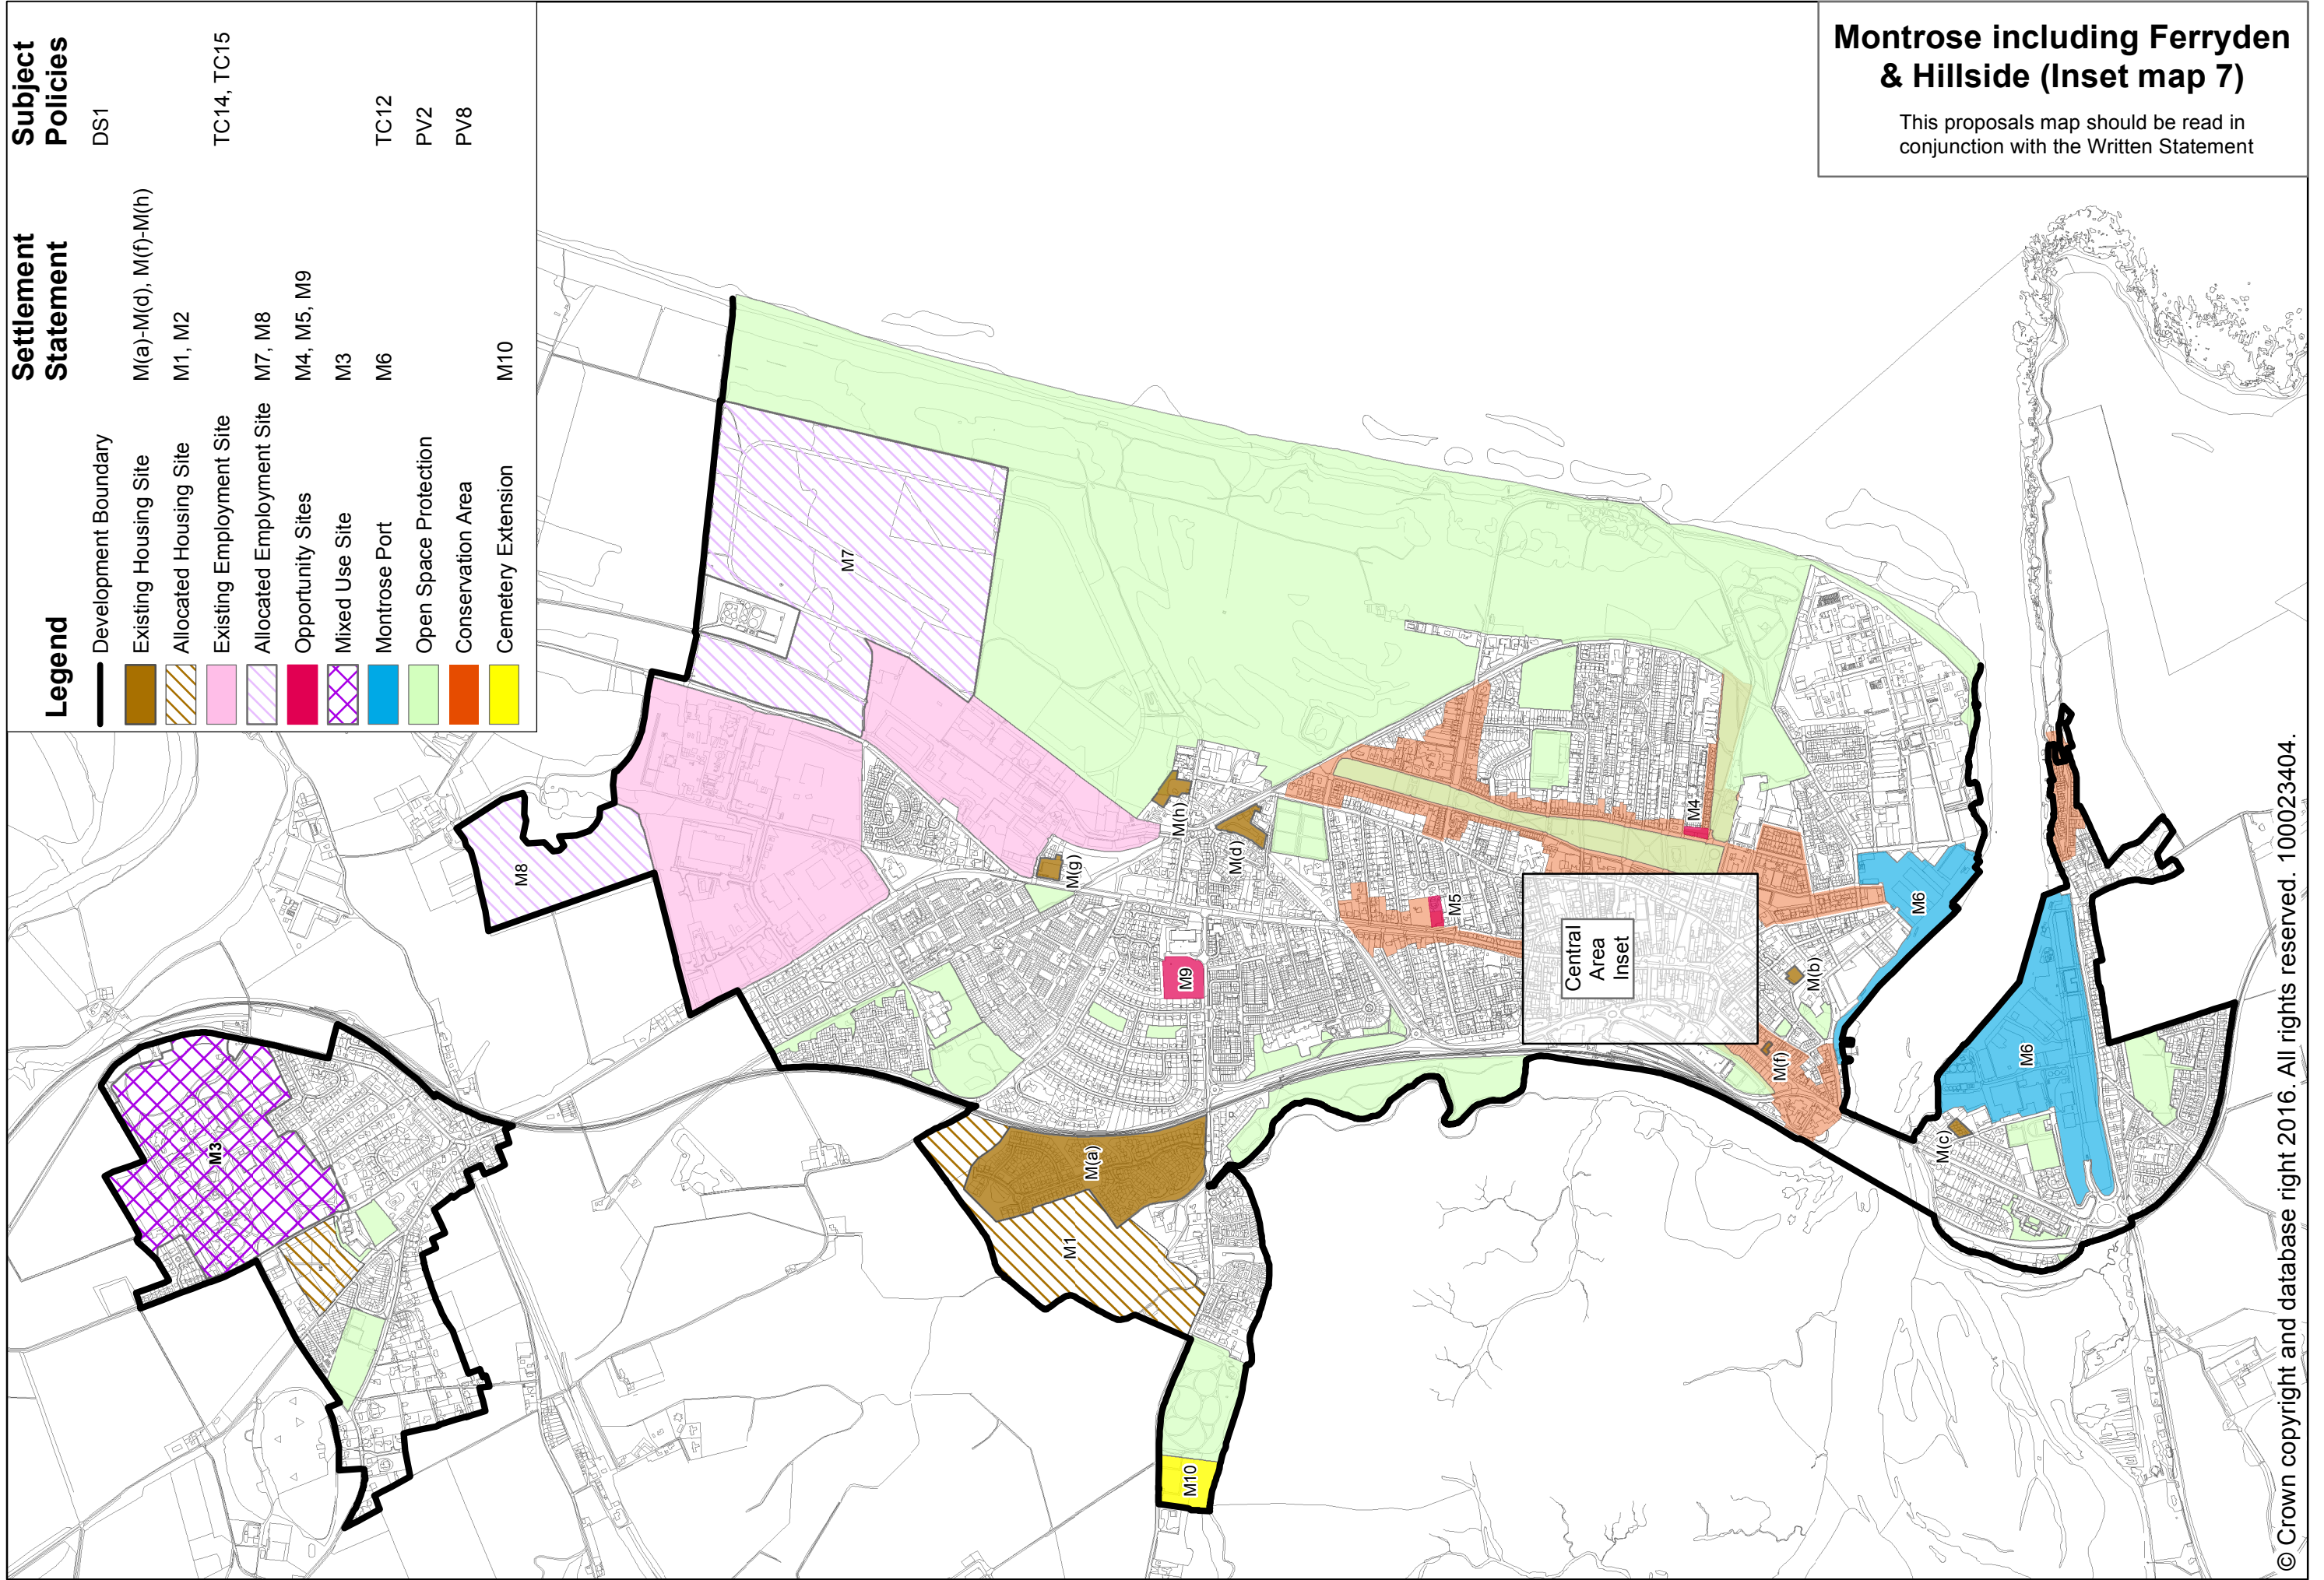 Montrose including Ferryden
& Hillside (Inset map 7)
This proposals map should be read in
conjunction with the Written Statement
Legend
Settlement
Statement
Subject
Policies
Development Boundary DS1
Existing Housing Site M(a)-M(d), M(f)-M(h)
Allocated Housing Site M1, M2
Existing Employment Site TC14, TC15
Allocated Employment Site M7, M8
Opportunity Sites M4, M5, M9
Mixed Use Site M3
Montrose Port M6 TC12
Open Space Protection PV2
Conservation Area PV8
Cemetery Extension M10
M3
M8
M7
M(g)
M(h)
M(d)
M9
M(a)
M1
M10
M5
M4
Central
Area
Inset
M(b)
M(f)
M6
M6
M(c)
© Crown copyright and database right 2016. All rights reserved. 100023404.